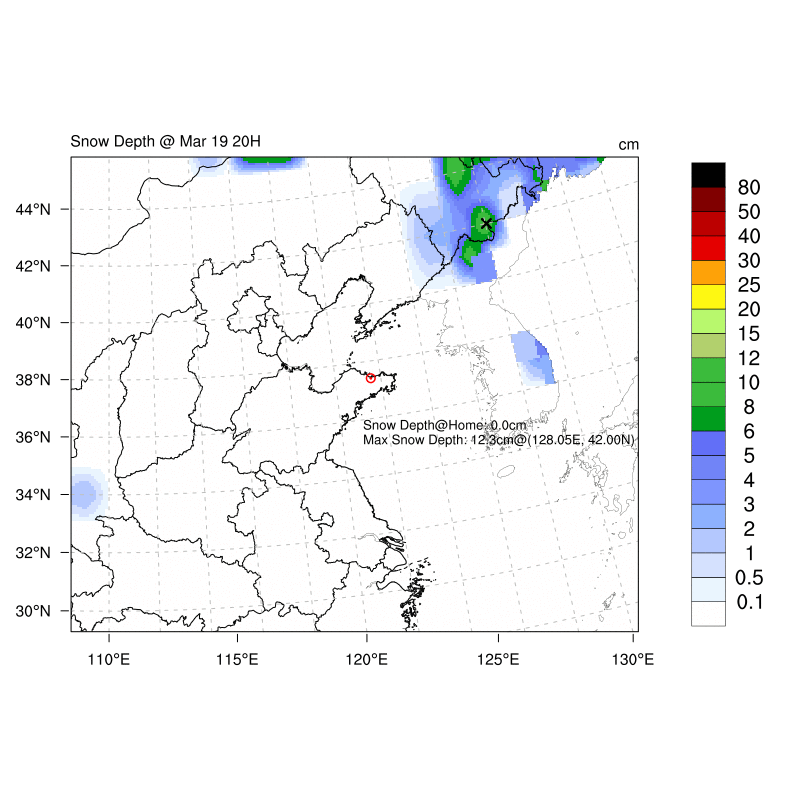 Snow Depth @ Mar 19 20H
cm
44°N
42°N
40°N
38°N
36°N
34°N
32°N
30°N
110°E
115°E
120°E
125°E
130°E
Snow Depth@Home: 0.0cm
Max Snow Depth: 12.3cm@(128.05E, 42.00N)
80
50
40
30
25
20
15
12
10
8
6
5
4
3
2
1
0.5
0.1